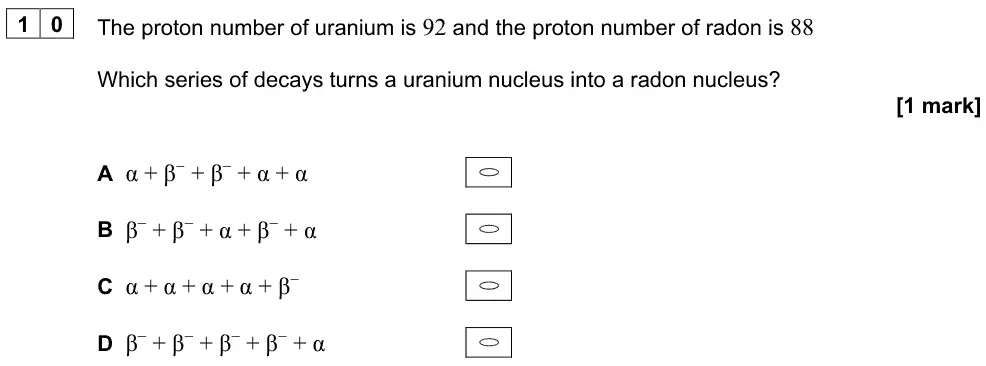 1 0 The proton number of uranium is 92 and the proton number of radon is 88
Which series of decays turns a uranium nucleus into a radon nucleus?
[1 mark]
A α + β⁻ + β⁻ + α + α
B β⁻ + β⁻ + α + β⁻ + α
C α + α + α + α + β⁻
D β⁻ + β⁻ + β⁻ + β⁻ + α